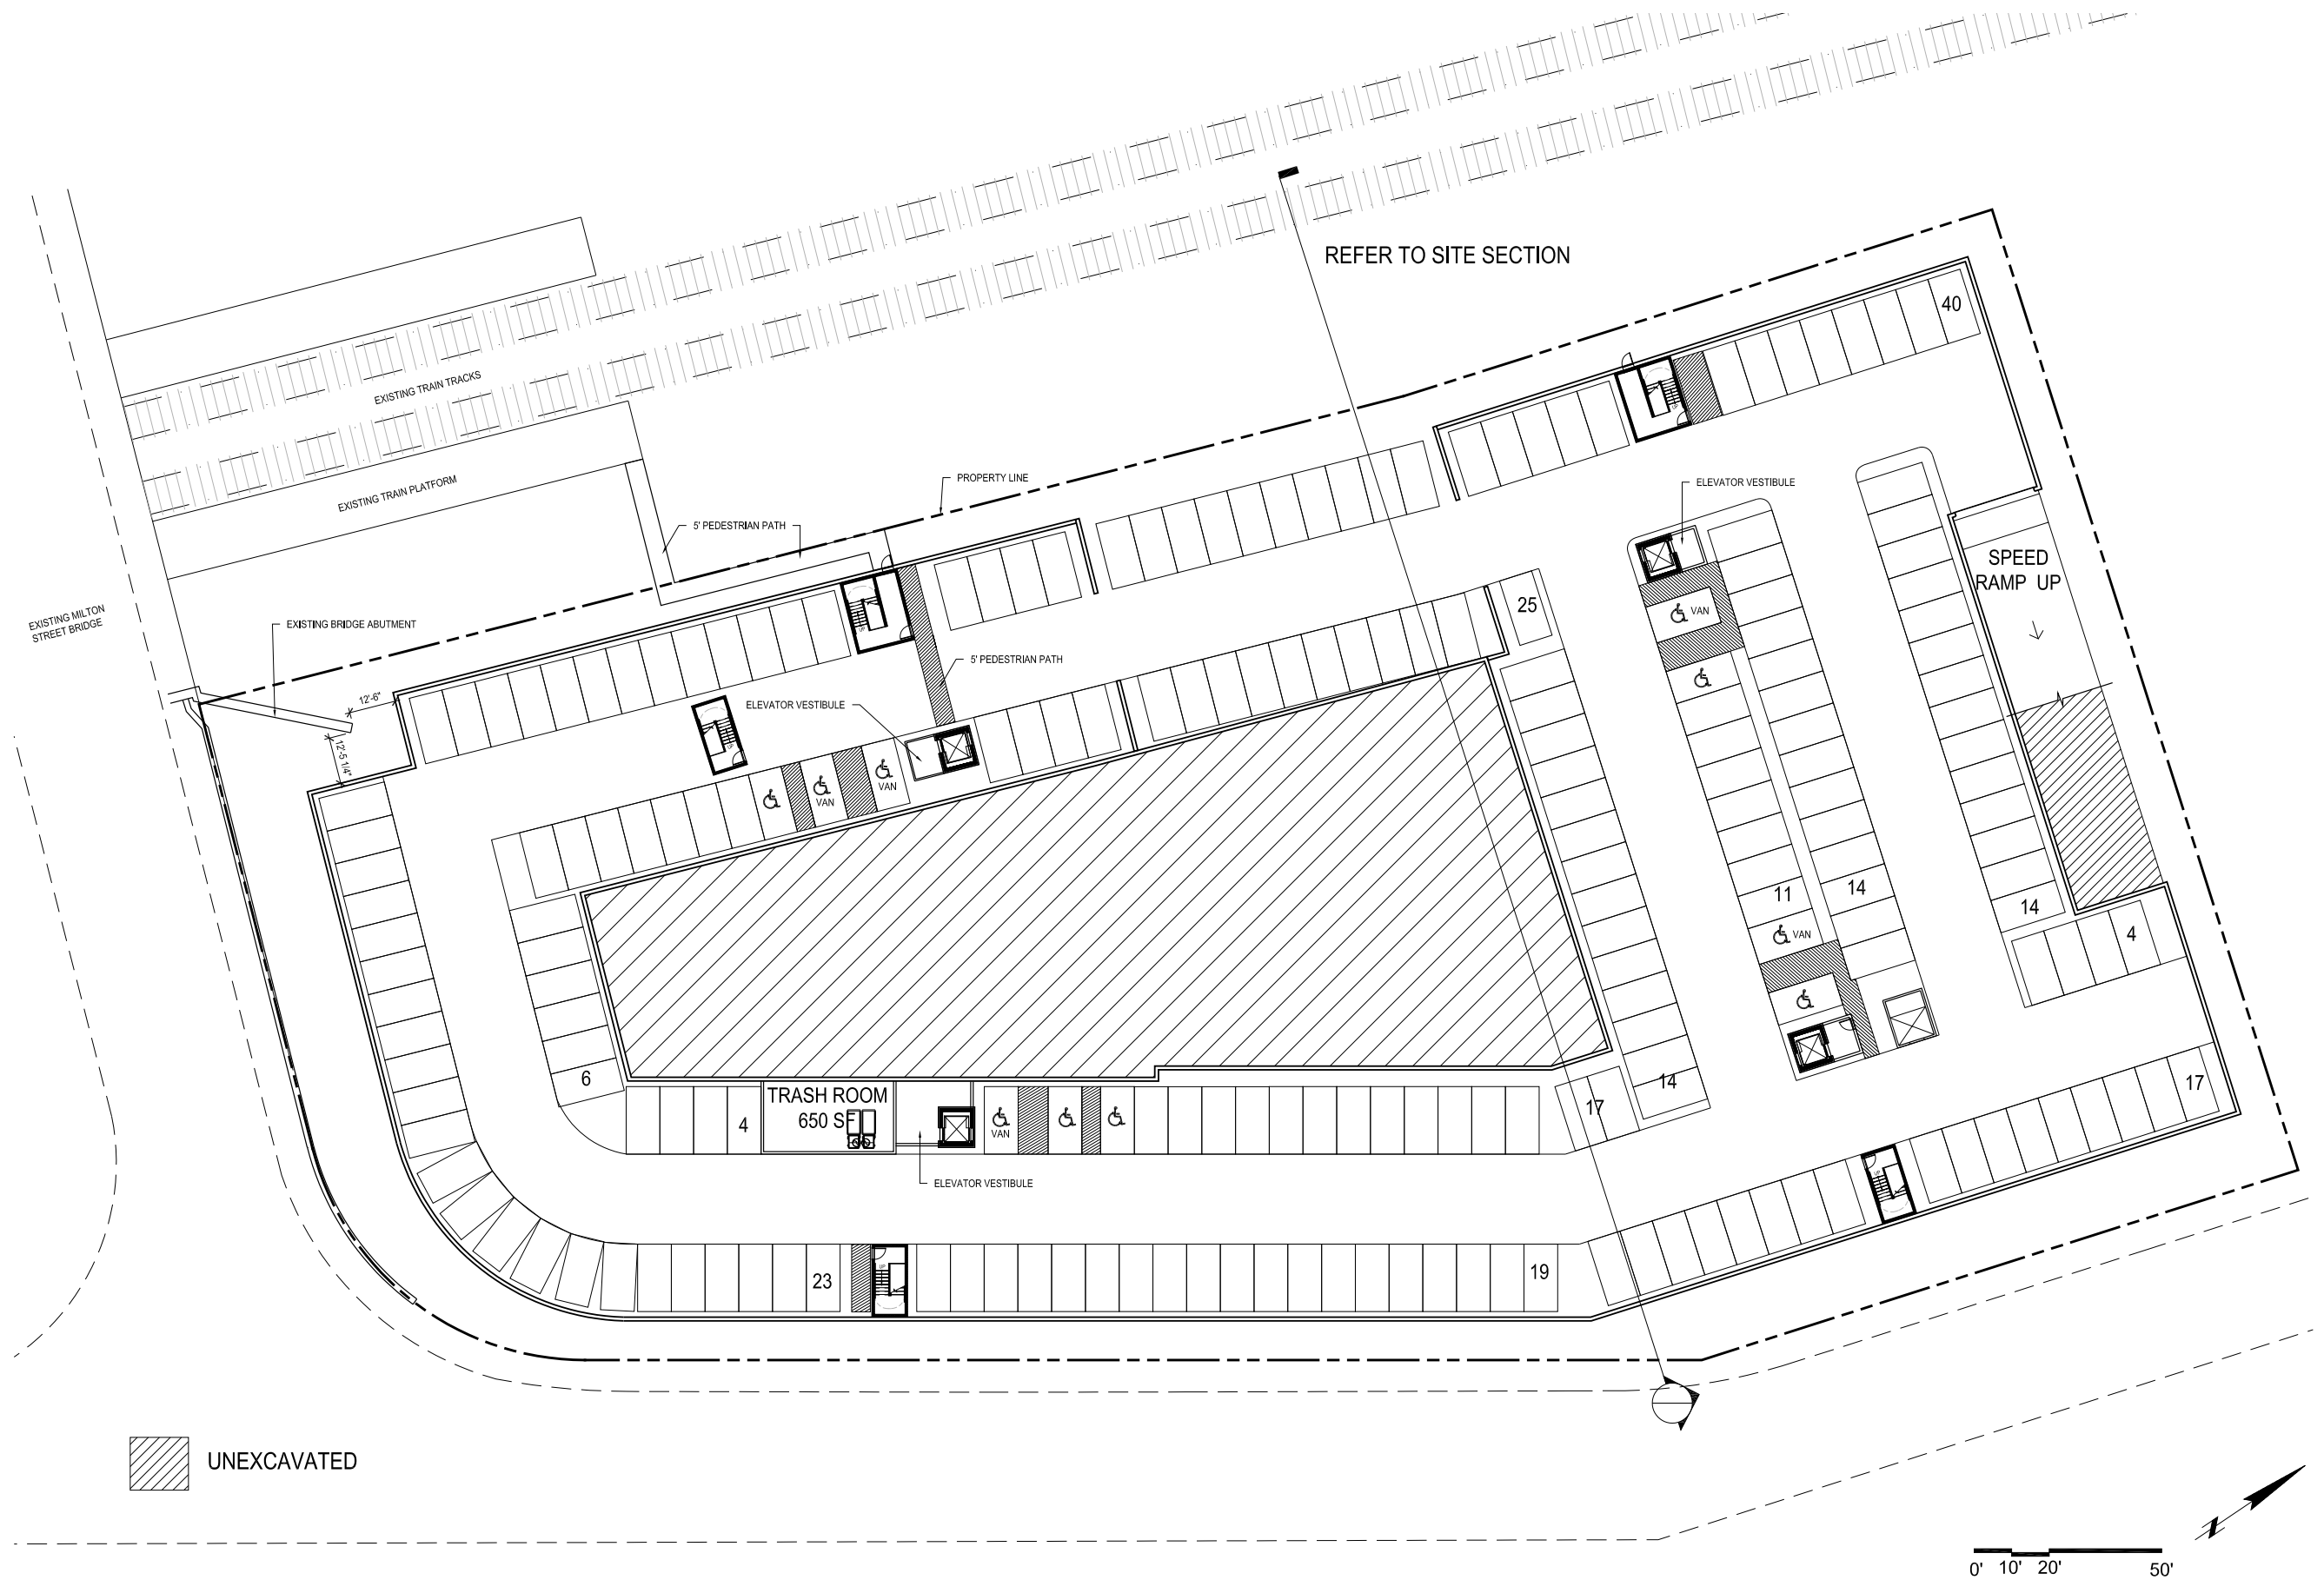 REFER TO SITE SECTION
40
EXISTING TRAIN TRACKS
PROPERTY LINE
ELEVATOR VESTIBULE
EXISTING TRAIN PLATFORM
5' PEDESTRIAN PATH
SPEED
RAMP UP
EXISTING MILTON
STREET BRIDGE
EXISTING BRIDGE ABUTMENT
25
VAN
5' PEDESTRIAN PATH
12'-6"
ELEVATOR VESTIBULE
12'-5 1/4"
VAN
VAN
11
14
14
VAN
4
6
14
17
17
TRASH ROOM
650 SF
4
VAN
ELEVATOR VESTIBULE
23
19
UNEXCAVATED
N
0' 10' 20' 50'